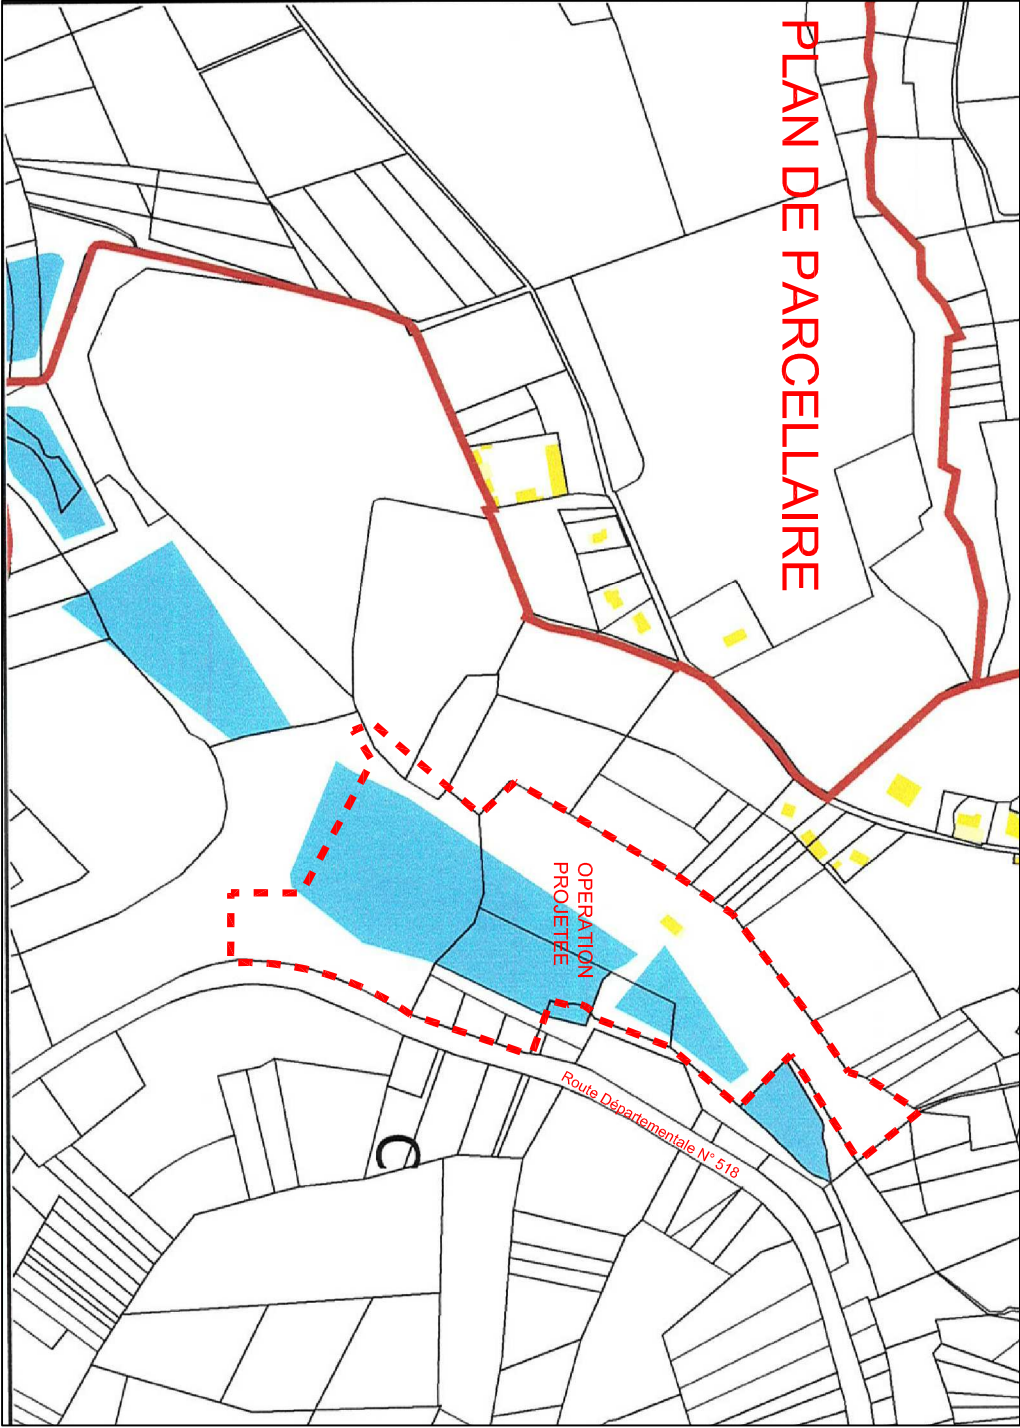 PLAN DE PARCELLAIRE
OPERATION
PROJETEE
Route Départementale N° 518
C